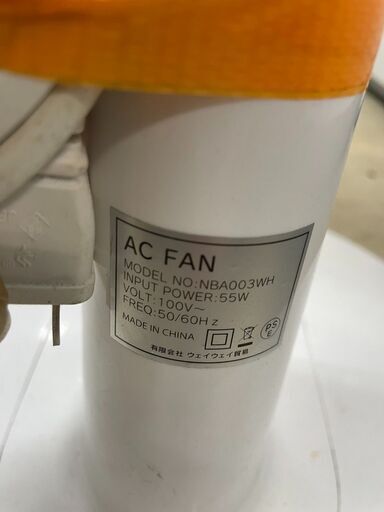 AC FAN
MODEL NO:NBA003WH
INPUT POWER:55W
VOLT:100V～
FREQ:50/60Hz
MADE IN CHINA
PS
E
有限会社 ウェイウェイ貿易